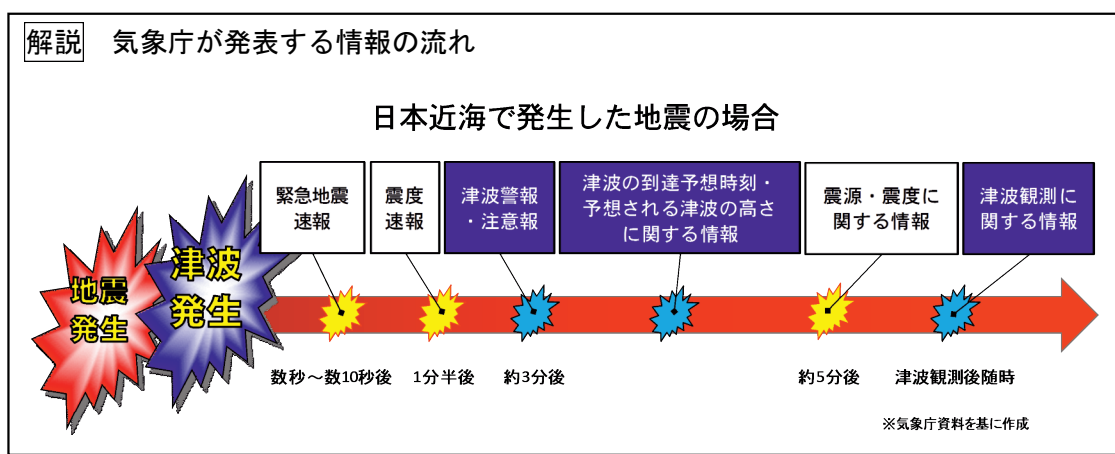 解説 気象庁が発表する情報の流れ
日本近海で発生した地震の場合
緊急地震
速報
震度
速報
津波警報
・注意報
津波の到達予想時刻・
予想される津波の高さ
に関する情報
震源・震度に
関する情報
津波観測に
関する情報
地震
発生
津波
発生
数秒～数10秒後
1分半後
約3分後
約5分後
津波観測後随時
※気象庁資料を基に作成